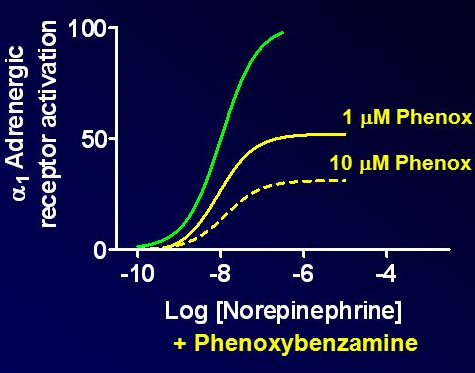 α1 Adrenergic
receptor activation
100
50
0
-10
-8
-6
-4
1 μM Phenox
10 μM Phenox
Log [Norepinephrine]
+ Phenoxybenzamine